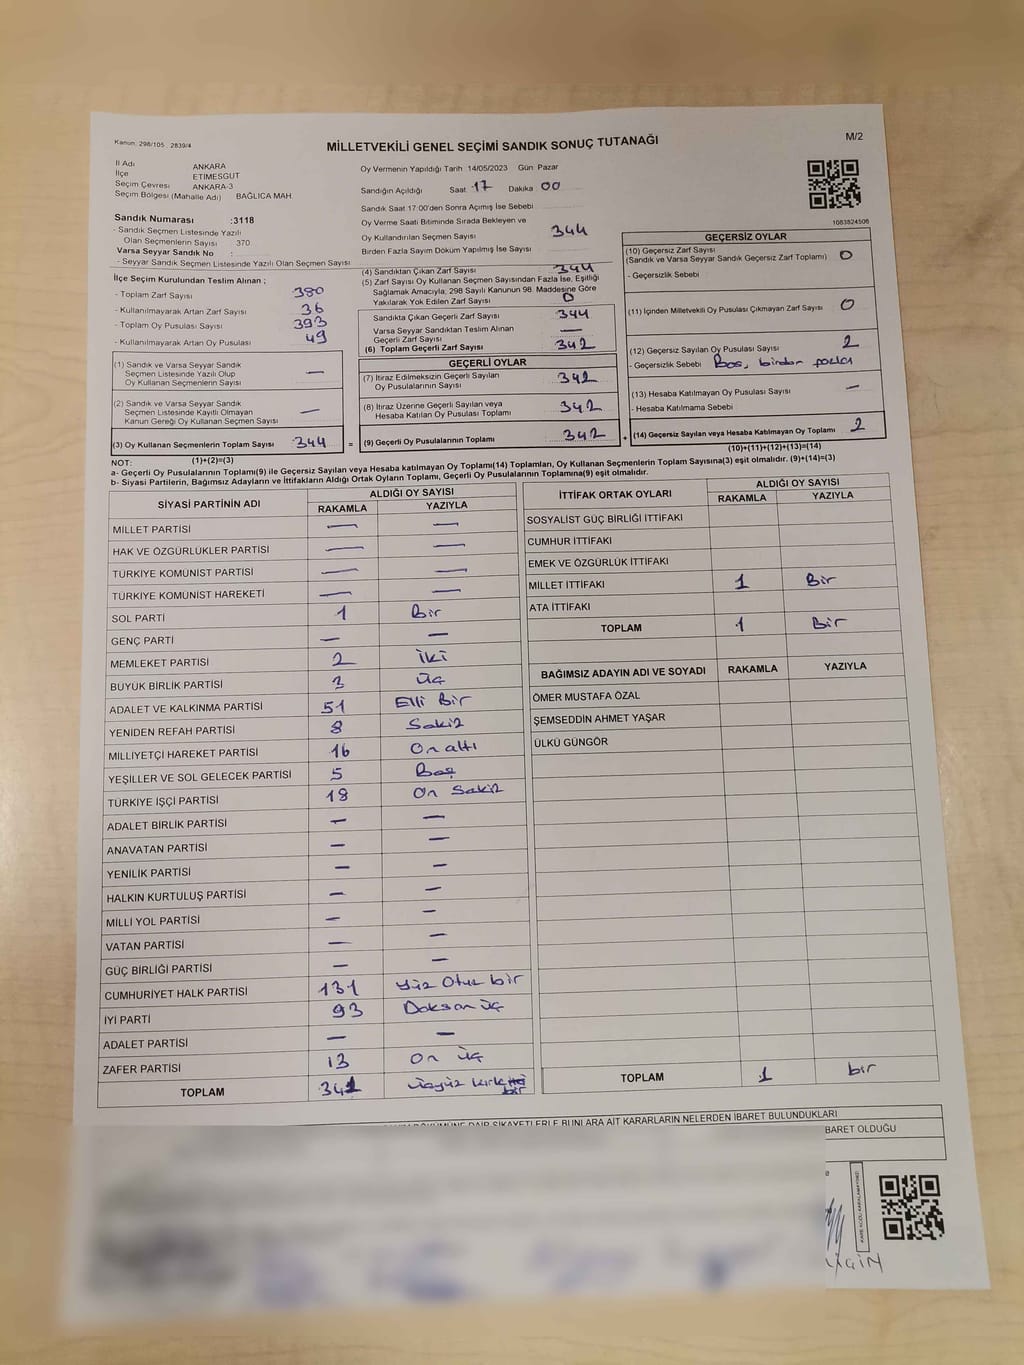 Kanun: 298/105 , 2839/4
MİLLETVEKİLİ GENEL SEÇİMİ SANDIK SONUÇ TUTANAĞI
M/2
İl Adı ANKARA
İlçe ETİMESGUT
Seçim Çevresi ANKARA-3
Seçim Bölgesi (Mahalle Adı) BAĞLICA MAH
Oy Vermenin Yapıldığı Tarih 14/05/2023 Gün Pazar
Sandığın Açıldığı Saat 17 Dakika 00
Sandık Saat 17:00'den Sonra Açılmış İse Sebebi
Oy Verme Saati Bitiminde Sırada Bekleyen ve
Oy Kullandırılan Seçmen Sayısı 344
Birden Fazla Sayım Döküm Yapılmış İse Sayısı
1083824506
Sandık Numarası :3118
- Sandık Seçmen Listesinde Yazılı
Olan Seçmenlerin Sayısı : 370
Varsa Seyyar Sandık No :
- Seyyar Sandık Seçmen Listesinde Yazılı Olan Seçmen Sayısı
İlçe Seçim Kurulundan Teslim Alınan ;
- Toplam Zarf Sayısı 380
- Kullanılmayarak Artan Zarf Sayısı 36
- Toplam Oy Pusulası Sayısı 393
- Kullanılmayarak Artan Oy Pusulası 49
(1) Sandık ve Varsa Seyyar Sandık
Seçmen Listesinde Yazılı Olup
Oy Kullanan Seçmenlerin Sayısı —
(2) Sandık ve Varsa Seyyar Sandık
Seçmen Listesinde Kayıtlı Olmayan
Kanun Gereği Oy Kullanan Seçmen Sayısı —
(3) Oy Kullanan Seçmenlerin Toplam Sayısı 344
(1)+(2)=(3)
(4) Sandıktan Çıkan Zarf Sayısı 344
(5) Zarf Sayısı Oy Kullanan Seçmen Sayısından Fazla İse, Eşitliği
Sağlamak Amacıyla, 298 Sayılı Kanunun 98. Maddesine Göre
Yakılarak Yok Edilen Zarf Sayısı 0
Sandıkta Çıkan Geçerli Zarf Sayısı 344
Varsa Seyyar Sandıktan Teslim Alınan
Geçerli Zarf Sayısı —
(6) Toplam Geçerli Zarf Sayısı 342
GEÇERLİ OYLAR
(7) İtiraz Edilmeksizin Geçerli Sayılan
Oy Pusulalarının Sayısı 342
(8) İtiraz Üzerine Geçerli Sayılan veya
Hesaba Katılan Oy Pusulası Toplamı 342
= (9) Geçerli Oy Pusulalarının Toplamı 342 +
GEÇERSİZ OYLAR
(10) Geçersiz Zarf Sayısı
(Sandık ve Varsa Seyyar Sandık Geçersiz Zarf Toplamı) 0
- Geçersizlik Sebebi
(11) İçinden Milletvekili Oy Pusulası Çıkmayan Zarf Sayısı 0
(12) Geçersiz Sayılan Oy Pusulası Sayısı 2
- Geçersizlik Sebebi Boş, birden fazla
(13) Hesaba Katılmayan Oy Pusulası Sayısı —
- Hesaba Katılmama Sebebi
(14) Geçersiz Sayılan veya Hesaba Katılmayan Oy Toplamı 2
(10)+(11)+(12)+(13)=(14)
NOT:
a- Geçerli Oy Pusulalarının Toplamı(9) ile Geçersiz Sayılan veya Hesaba katılmayan Oy Toplamı(14) Toplamları, Oy Kullanan Seçmenlerin Toplam Sayısına(3) eşit olmalıdır. (9)+(14)=(3)
b- Siyasi Partilerin, Bağımsız Adayların ve İttifakların Aldığı Ortak Oyların Toplamı, Geçerli Oy Pusulalarının Toplamına(9) eşit olmalıdır.
SİYASİ PARTİNİN ADI ALDIĞI OY SAYISI
RAKAMLA YAZIYLA
MİLLET PARTİSİ — —
HAK VE ÖZGÜRLÜKLER PARTİSİ — —
TÜRKİYE KOMÜNİST PARTİSİ — —
TÜRKİYE KOMÜNİST HAREKETİ — —
SOL PARTİ 1 Bir
GENÇ PARTİ — —
MEMLEKET PARTİSİ 2 İki
BÜYÜK BİRLİK PARTİSİ 3 Üç
ADALET VE KALKINMA PARTİSİ 51 Elli Bir
YENİDEN REFAH PARTİSİ 8 Sekiz
MİLLİYETÇİ HAREKET PARTİSİ 16 On altı
YEŞİLLER VE SOL GELECEK PARTİSİ 5 Beş
TÜRKİYE İŞÇİ PARTİSİ 18 On Sekiz
ADALET BİRLİK PARTİSİ — —
ANAVATAN PARTİSİ — —
YENİLİK PARTİSİ — —
HALKIN KURTULUŞ PARTİSİ — —
MİLLİ YOL PARTİSİ — —
VATAN PARTİSİ — —
GÜÇ BİRLİĞİ PARTİSİ — —
CUMHURİYET HALK PARTİSİ 131 Yüz Otuz bir
İYİ PARTİ 93 Doksan üç
ADALET PARTİSİ — —
ZAFER PARTİSİ 13 On üç
TOPLAM 341 Üçyüz kırk bir
İTTİFAK ORTAK OYLARI ALDIĞI OY SAYISI
RAKAMLA YAZIYLA
SOSYALİST GÜÇ BİRLİĞİ İTTİFAKI
CUMHUR İTTİFAKI
EMEK VE ÖZGÜRLÜK İTTİFAKI
MİLLET İTTİFAKI 1 Bir
ATA İTTİFAKI
TOPLAM 1 Bir
BAĞIMSIZ ADAYIN ADI VE SOYADI RAKAMLA YAZIYLA
ÖMER MUSTAFA ÖZAL
ŞEMSEDDİN AHMET YAŞAR
ÜLKÜ GÜNGÖR
TOPLAM 1 bir
DÖKÜMÜNE DAİR ŞİKAYETLERLE BUNLARA AİT KARARLARIN NELERDEN İBARET BULUNDUKLARI
BARET OLDUĞU